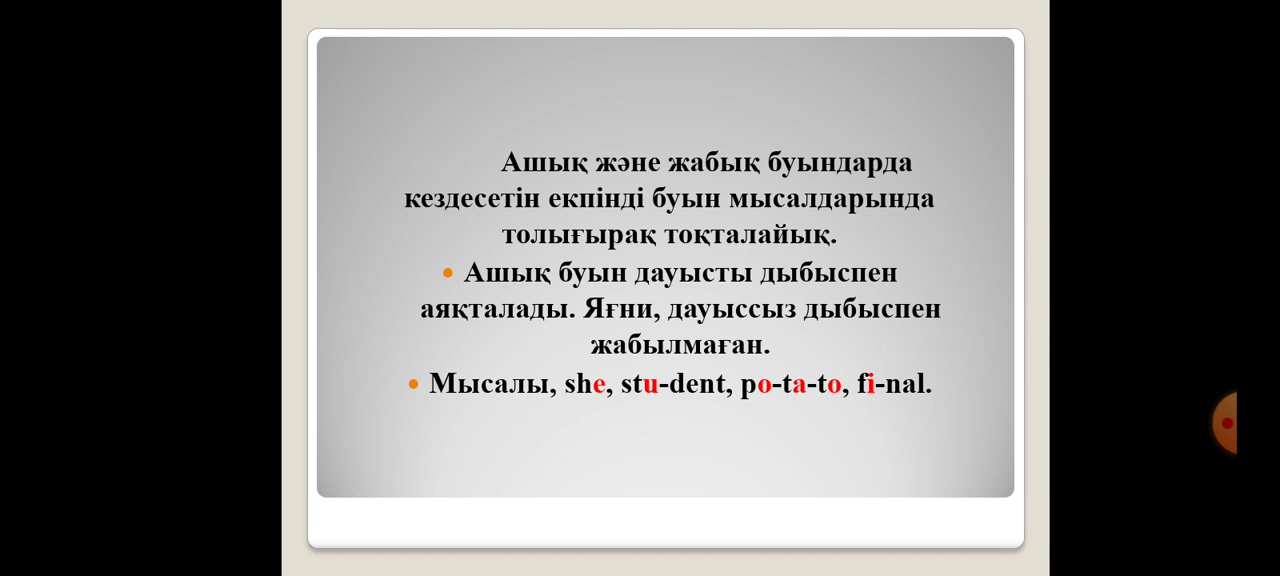 Ашық және жабық буындарда
кездесетін екпінді буын мысалдарында
толығырақ тоқталайық.
Ашық буын дауысты дыбыспен
аяқталады. Яғни, дауыссыз дыбыспен
жабылмаған.
Мысалы, she, stu-dent, po-ta-to, fi-nal.